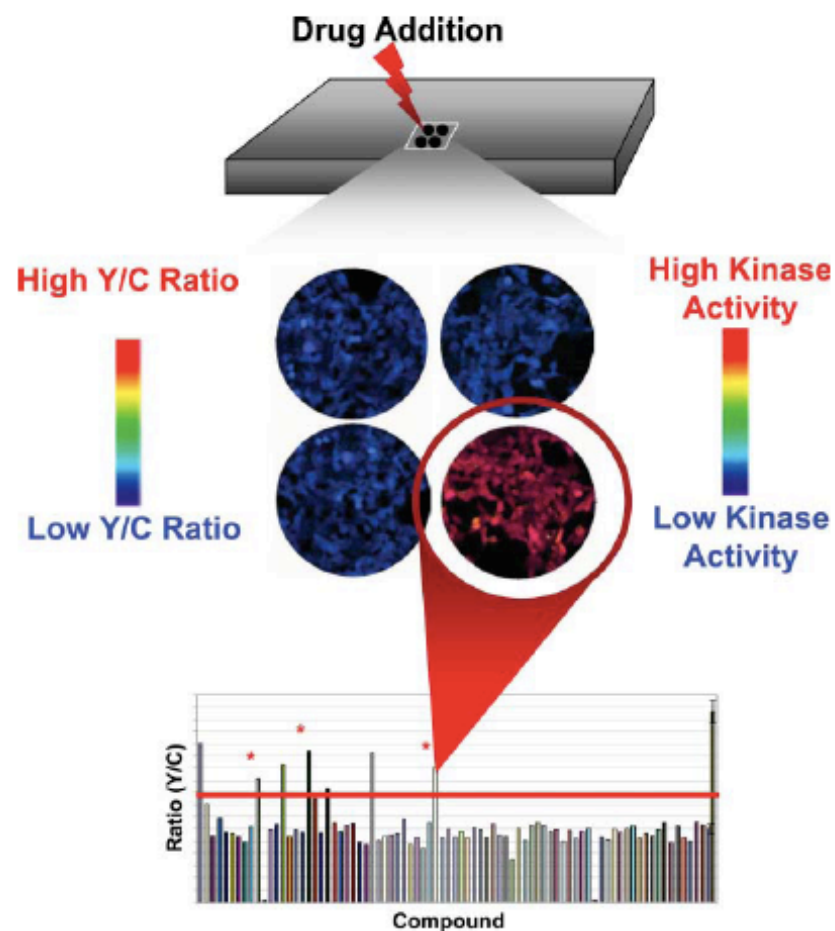 Drug Addition
High Y/C Ratio
High Kinase
Activity
Low Y/C Ratio
Low Kinase
Activity
*
*
*
Ratio (Y/C)
Compound